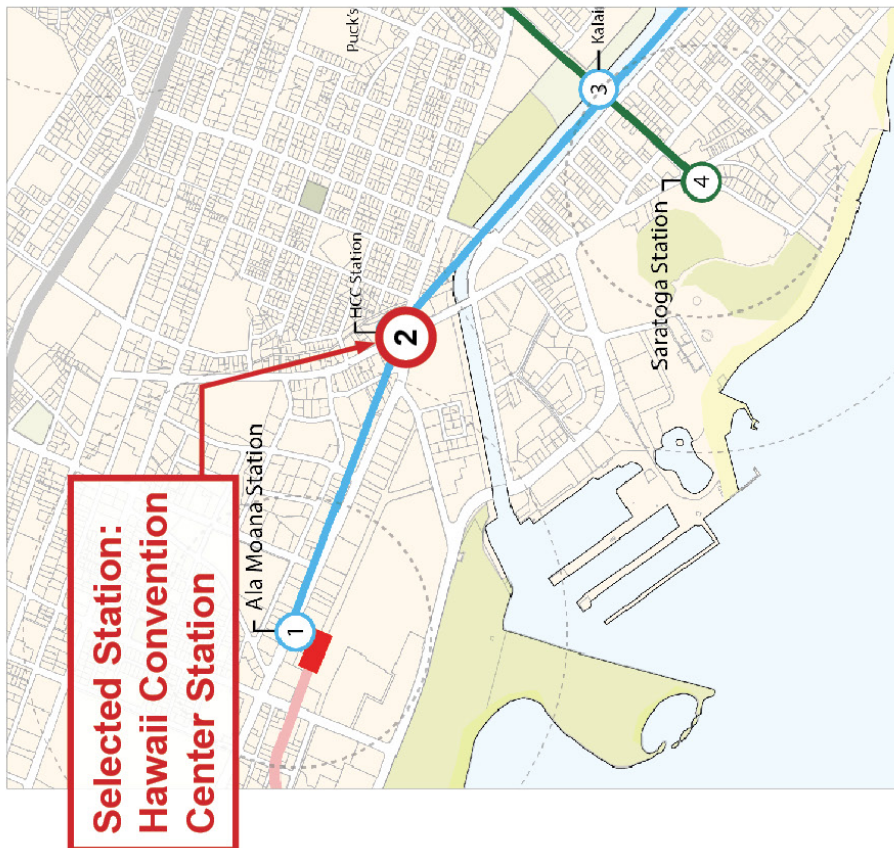 Selected Station:
Hawaii Convention
Center Station
Ala Moana Station
1
HCC Station
2
Puck's
Kalai
3
Saratoga Station
4